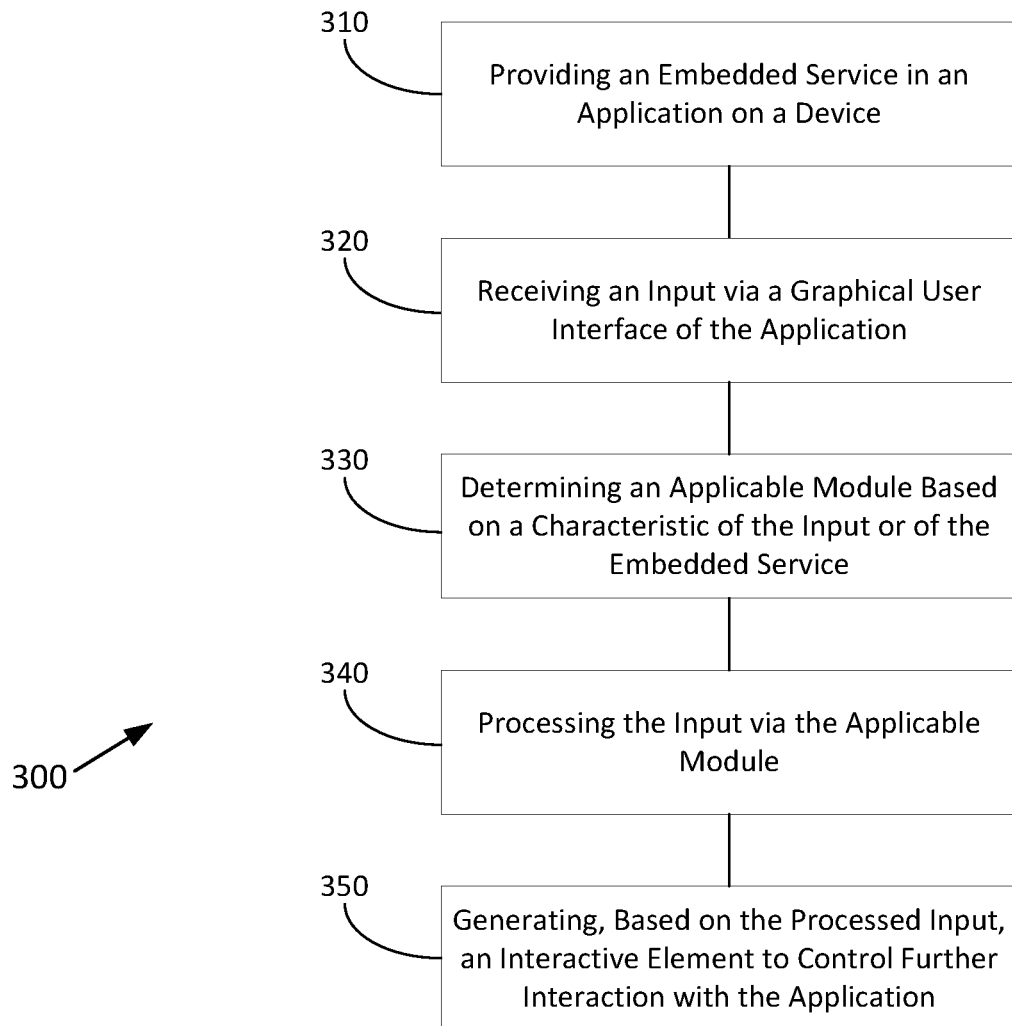 310
Providing an Embedded Service in an
Application on a Device
320
Receiving an Input via a Graphical User
Interface of the Application
330
Determining an Applicable Module Based
on a Characteristic of the Input or of the
Embedded Service
340
Processing the Input via the Applicable
Module
300
350
Generating, Based on the Processed Input,
an Interactive Element to Control Further
Interaction with the Application